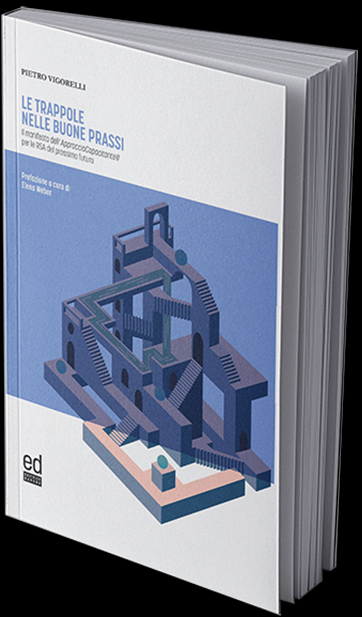 PIETRO VIGORELLI
LE TRAPPOLE
NELLE BUONE PRASSI
Il manifesto dell'ApproccioCapacitante®
per le RSA del prossimo futuro
Prefazione a cura di
Elena Weber
ed